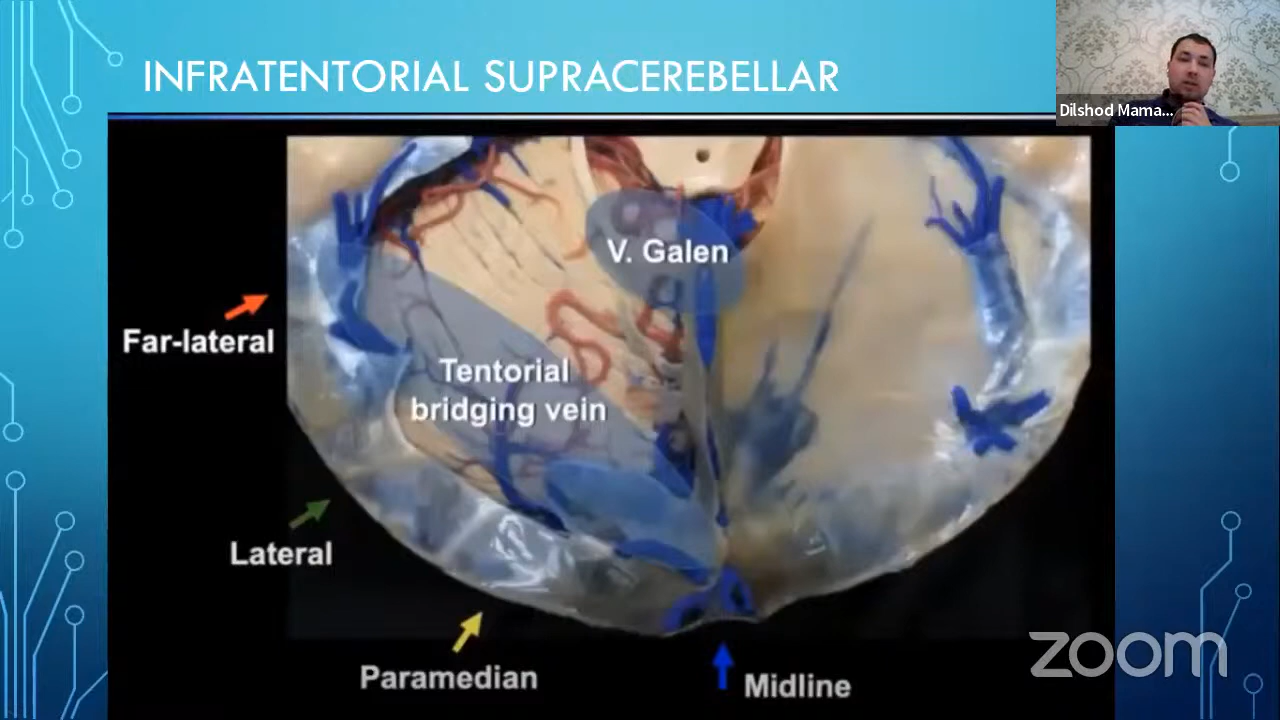 INFRATENTORIAL SUPRACEREBELLAR
Dilshod Mama...
V. Galen
Far-lateral
Tentorial
bridging vein
Lateral
Paramedian
Midline
zoom